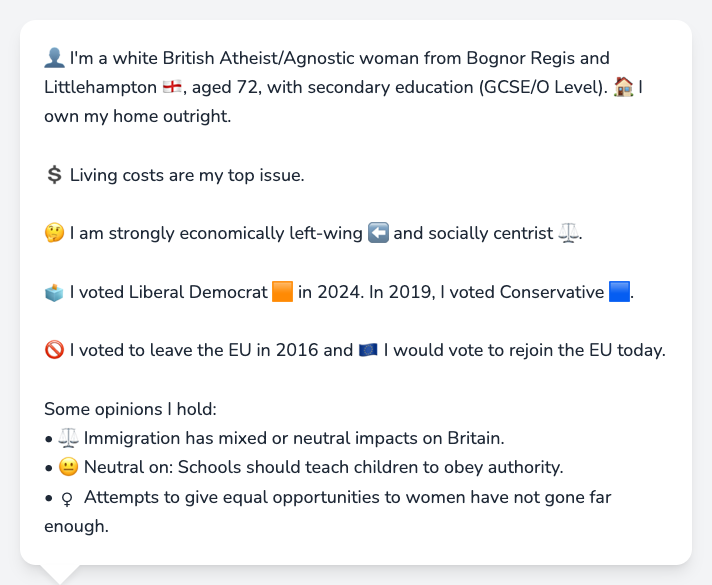 👤 I'm a white British Atheist/Agnostic woman from Bognor Regis and
Littlehampton 🏴󠁧󠁢󠁥󠁮󠁧󠁿, aged 72, with secondary education (GCSE/O Level). 🏠 I
own my home outright.
💲 Living costs are my top issue.
🤔 I am strongly economically left-wing ⬅️ and socially centrist ⚖️.
🗳️ I voted Liberal Democrat 🟧 in 2024. In 2019, I voted Conservative 🟦.
🚫 I voted to leave the EU in 2016 and 🇪🇺 I would vote to rejoin the EU today.
Some opinions I hold:
• ⚖️ Immigration has mixed or neutral impacts on Britain.
• 😐 Neutral on: Schools should teach children to obey authority.
• ♀ Attempts to give equal opportunities to women have not gone far
enough.